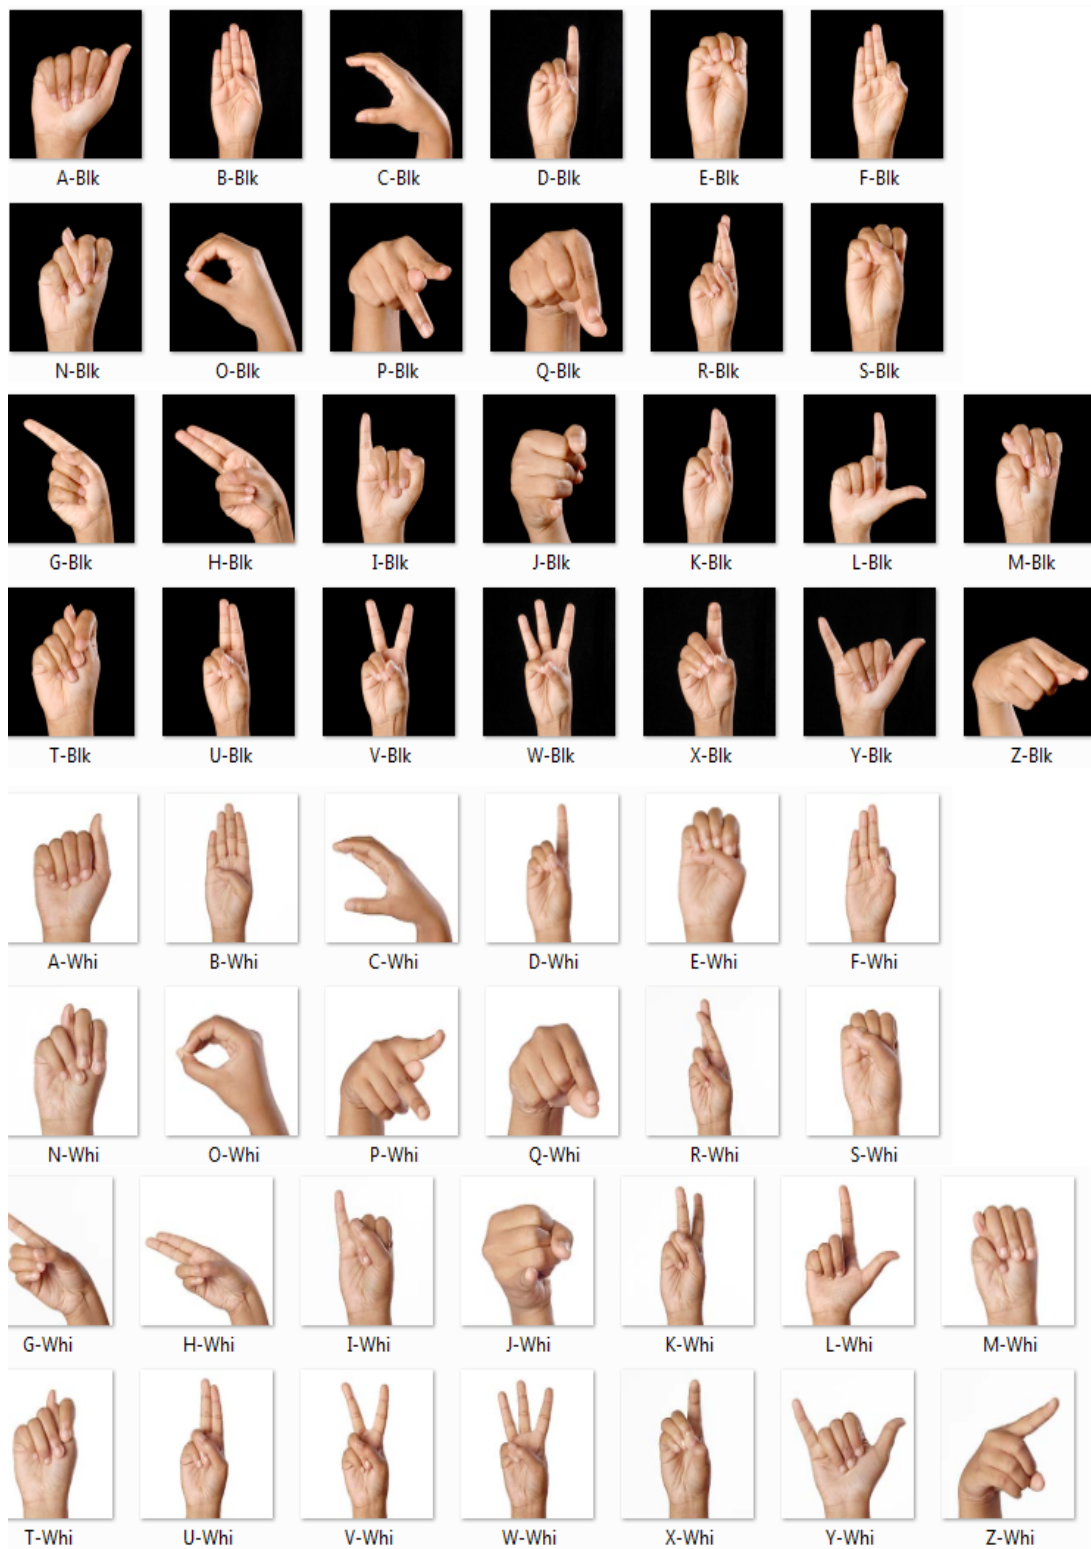 A-Blk B-Blk C-Blk D-Blk E-Blk F-Blk
N-Blk O-Blk P-Blk Q-Blk R-Blk S-Blk
G-Blk H-Blk I-Blk J-Blk K-Blk L-Blk M-Blk
T-Blk U-Blk V-Blk W-Blk X-Blk Y-Blk Z-Blk
A-Whi B-Whi C-Whi D-Whi E-Whi F-Whi
N-Whi O-Whi P-Whi Q-Whi R-Whi S-Whi
G-Whi H-Whi I-Whi J-Whi K-Whi L-Whi M-Whi
T-Whi U-Whi V-Whi W-Whi X-Whi Y-Whi Z-Whi